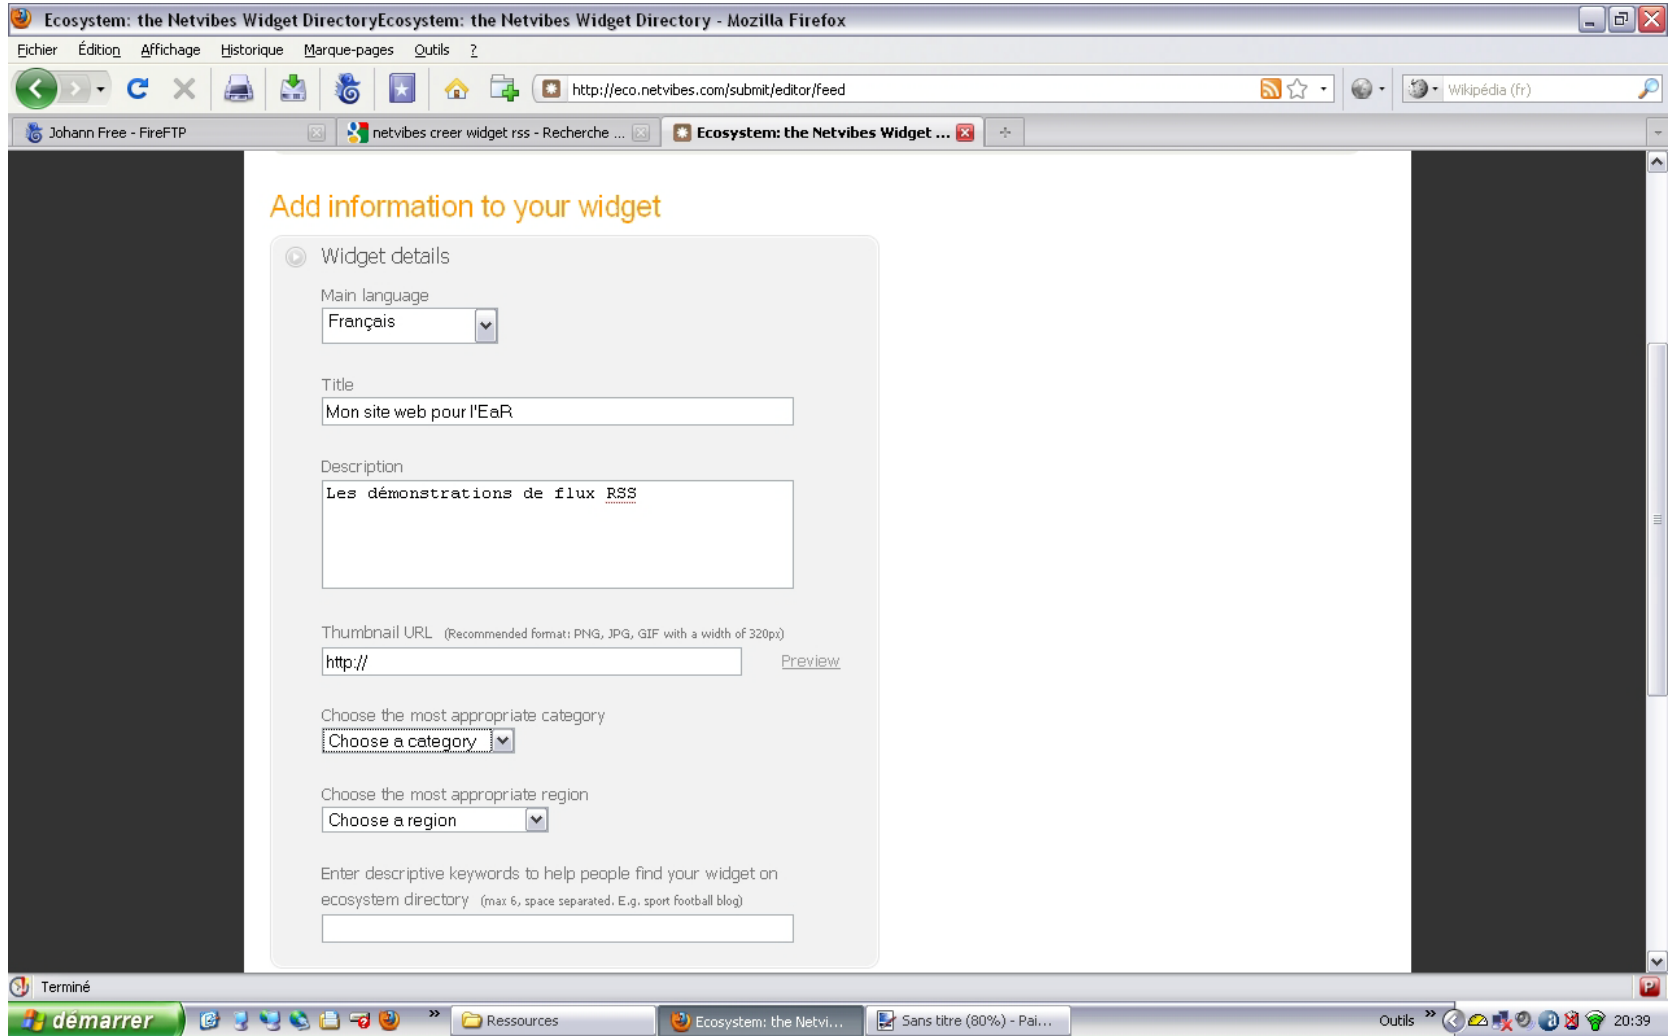 Ecosystem: the Netvibes Widget DirectoryEcosystem: the Netvibes Widget Directory - Mozilla Firefox
Fichier Édition Affichage Historique Marque-pages Outils ?
http://eco.netvibes.com/submit/editor/feed
Wikipédia (fr)
Johann Free - FireFTP
netvibes creer widget rss - Recherche ...
Ecosystem: the Netvibes Widget ...
Add information to your widget
Widget details
Main language
Français
Title
Mon site web pour l'EaR
Description
Les démonstrations de flux RSS
Thumbnail URL (Recommended format: PNG, JPG, GIF with a width of 320px)
http://
Preview
Choose the most appropriate category
Choose a category
Choose the most appropriate region
Choose a region
Enter descriptive keywords to help people find your widget on
ecosystem directory (max 6, space separated. E.g. sport football blog)
Terminé
démarrer
Ressources
Ecosystem: the Netvi...
Sans titre (80%) - Pai...
Outils
20:39